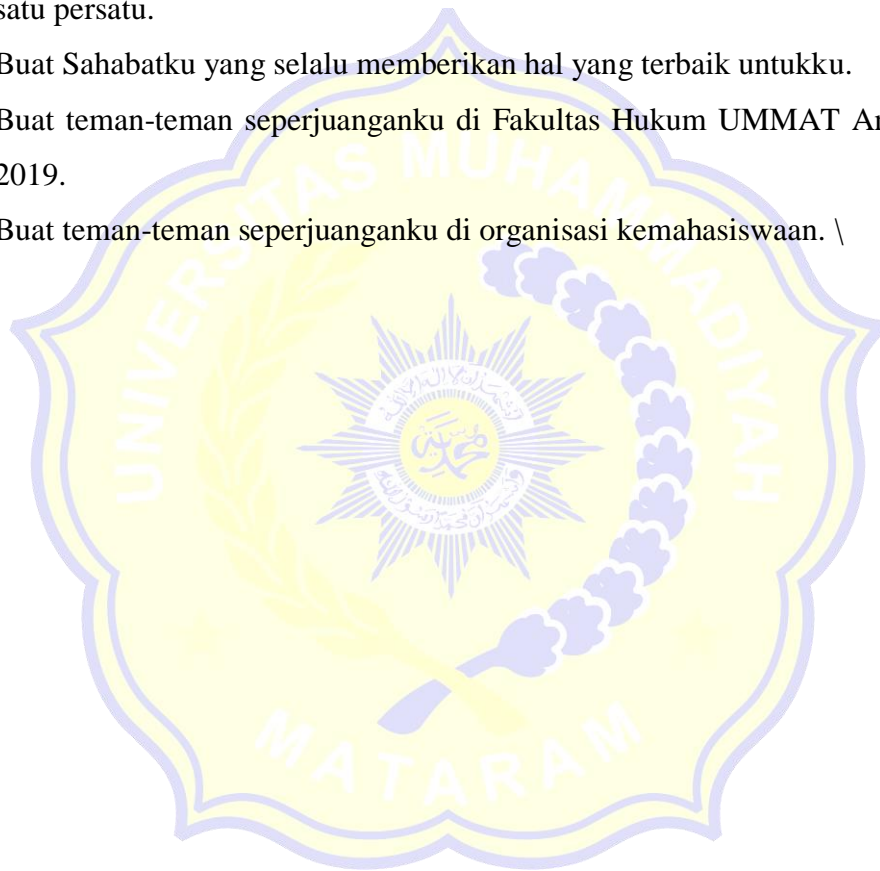 satu persatu.
Buat Sahabatku yang selalu memberikan hal yang terbaik untukku.
Buat teman-teman seperjuanganku di Fakultas Hukum UMMAT
2019.
Buat teman-teman seperjuanganku di organisasi kemahasiswaan. \
UNIVERSITAS MUHAMMADIYAH
MATARAM